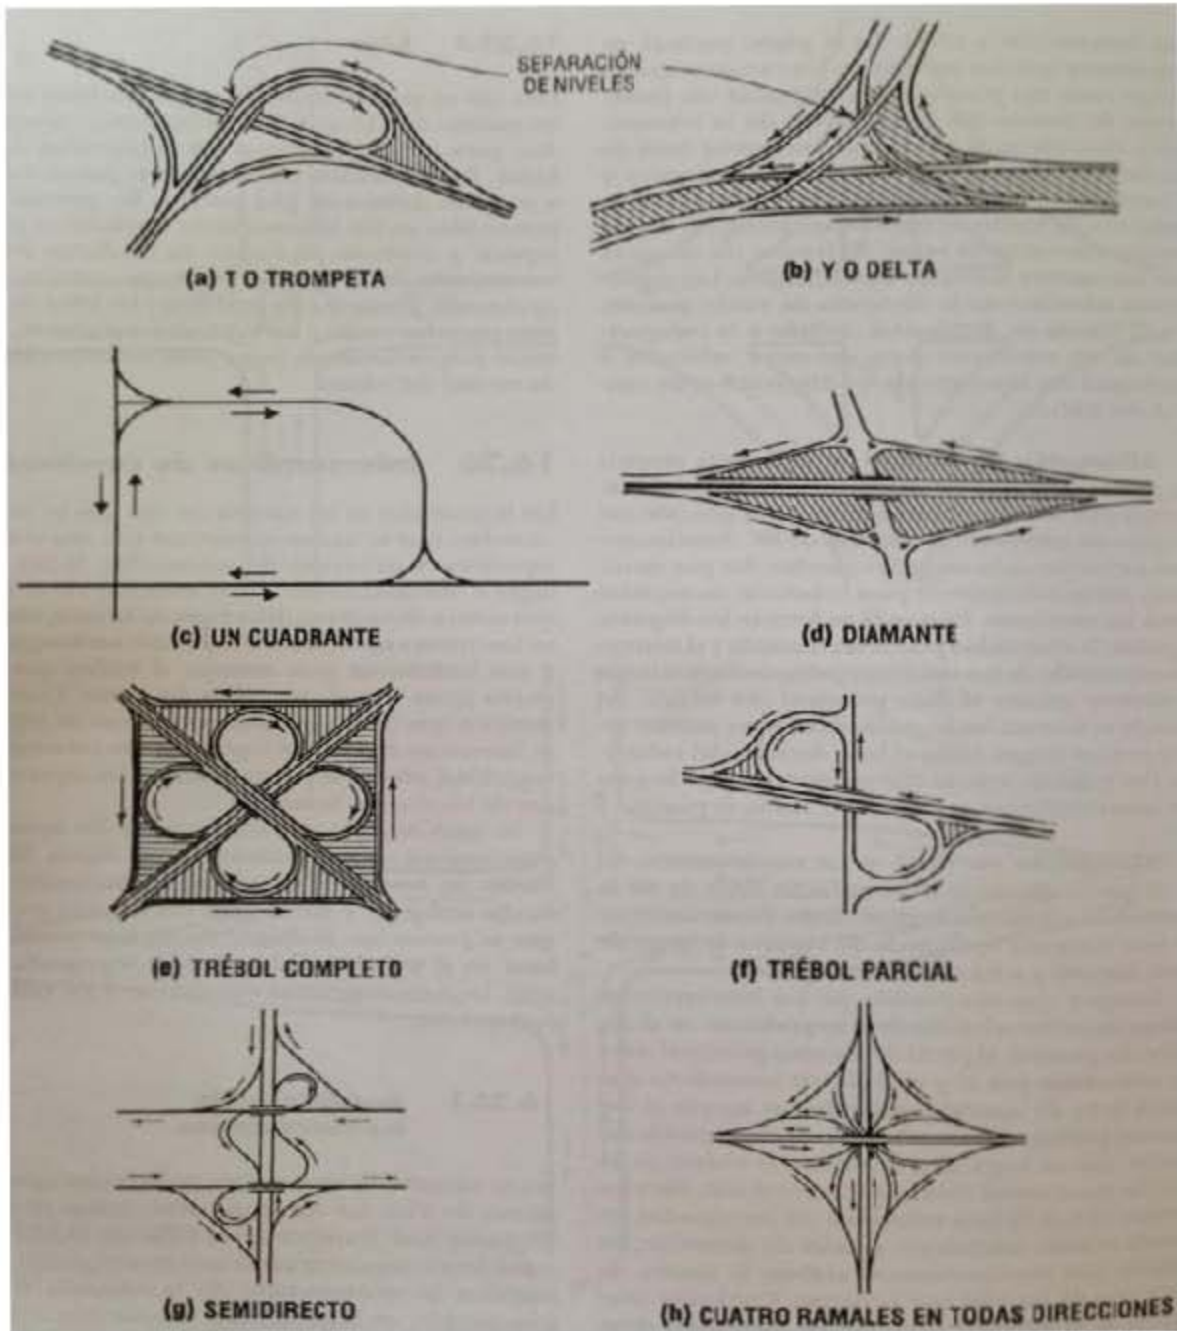 SEPARACIÓN
DE NIVELES
(a) T O TROMPETA
(b) Y O DELTA
(c) UN CUADRANTE
(d) DIAMANTE
(e) TRÉBOL COMPLETO
(f) TRÉBOL PARCIAL
(g) SEMIDIRECTO
(h) CUATRO RAMALES EN TODAS DIRECCIONES